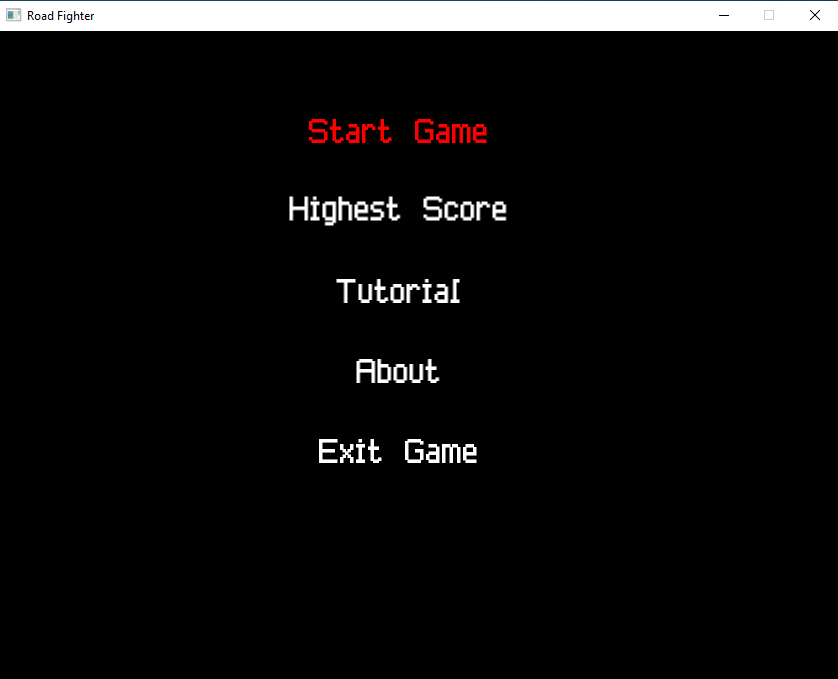 Road Fighter
Start Game
Highest Score
Tutorial
About
Exit Game